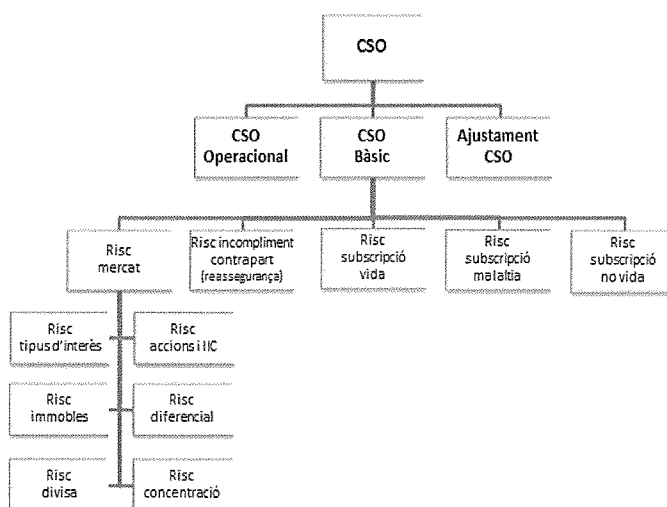 CSO
CSO
Operacional
CSO
Bàsic
Ajustament
CSO
Risc
mercat
Risc incompliment
contrapart
(reassegurança)
Risc
subscripció
vida
Risc
subscripció
malaltia
Risc
subscripció
no vida
Risc
tipus d'interès
Risc
accions i IIC
Risc
immobles
Risc
diferencial
Risc
divisa
Risc
concentració